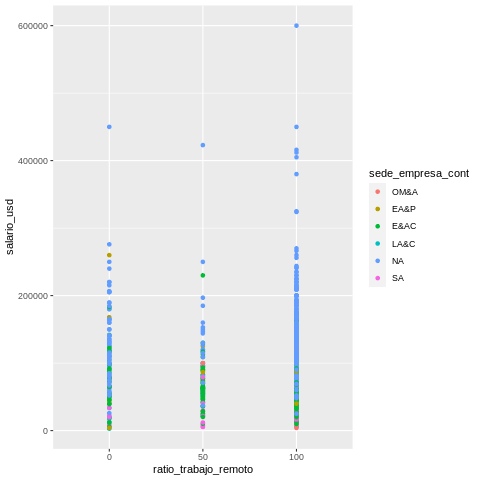 600000
400000
200000
0
salario_usd
0
50
100
ratio_trabajo_remoto
sede_empresa_cont
OM&A
EA&P
E&AC
LA&C
NA
SA